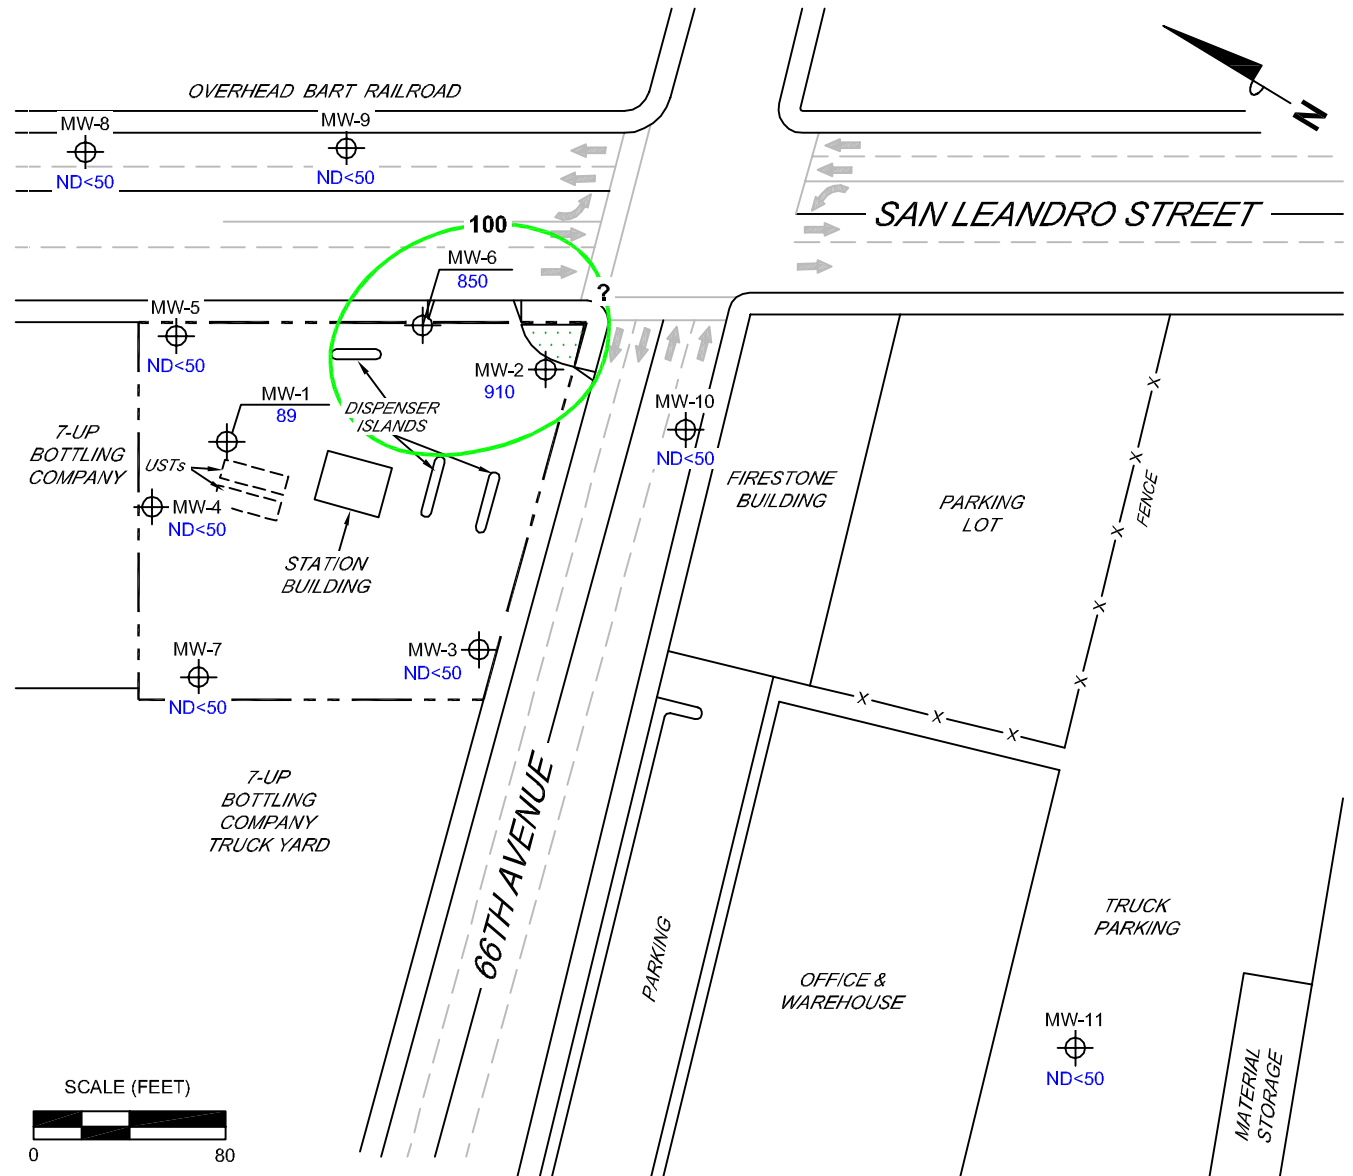 OVERHEAD BART RAILROAD
N
MW-8
ND<50
MW-9
ND<50
SAN LEANDRO STREET
100
MW-6
850
?
MW-5
ND<50
MW-2
910
MW-1
89
DISPENSER
ISLANDS
MW-10
ND<50
7-UP
BOTTLING
COMPANY
USTs
MW-4
ND<50
STATION
BUILDING
FIRESTONE
BUILDING
PARKING
LOT
X
X
FENCE
X
X
X
X
X
X
MW-7
ND<50
MW-3
ND<50
7-UP
BOTTLING
COMPANY
TRUCK YARD
66TH AVENUE
PARKING
OFFICE &
WAREHOUSE
TRUCK
PARKING
MW-11
ND<50
MATERIAL
STORAGE
SCALE (FEET)
0
80